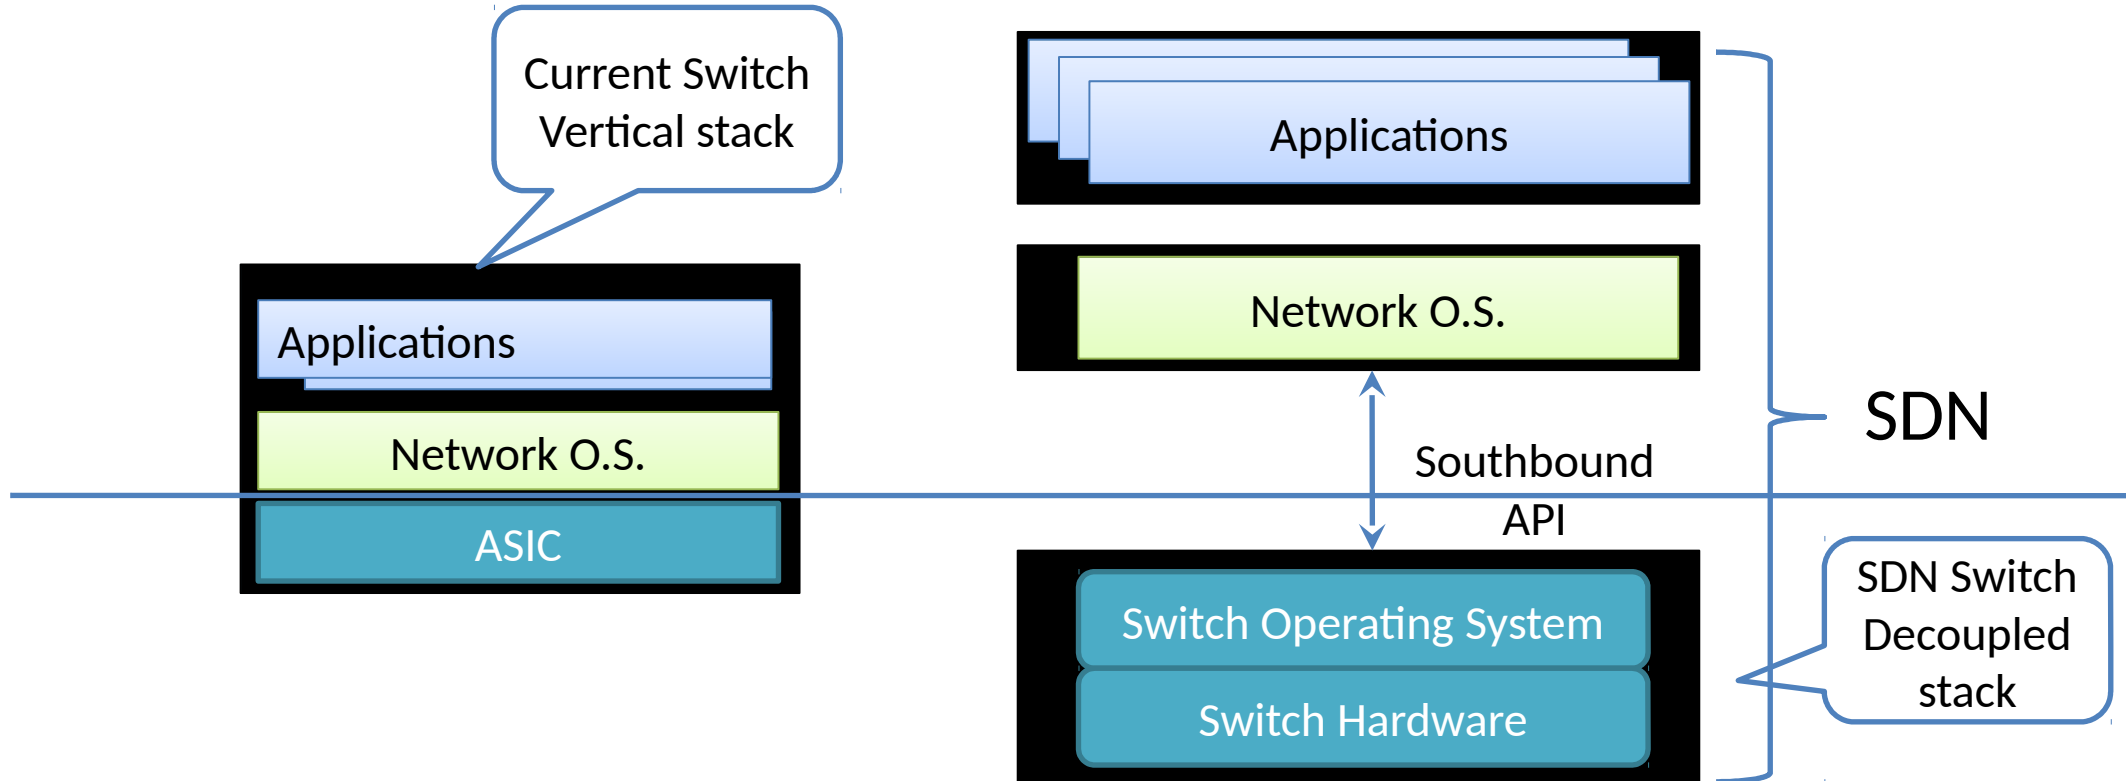 Current Switch
Vertical stack
Applications
Network O.S.
ASIC
Applications
Network O.S.
Southbound
API
Switch Operating System
Switch Hardware
SDN
SDN Switch
Decoupled
stack